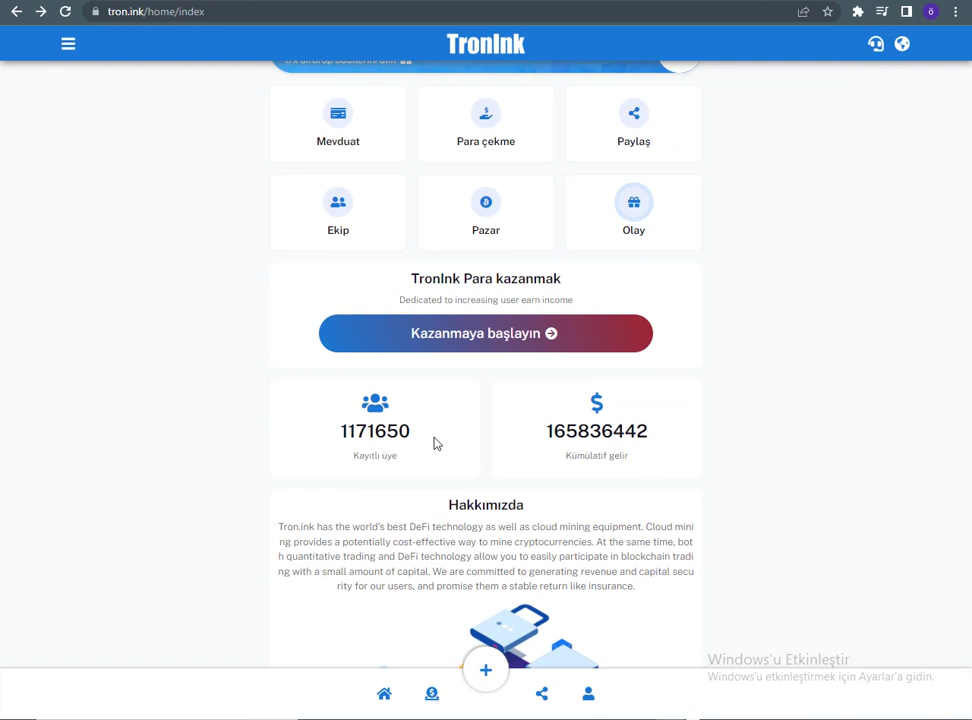 tron.ink/home/index
ö
TronInk
Mevduat
Para çekme
Paylaş
Ekip
Pazar
Olay
TronInk Para kazanmak
Dedicated to increasing user earn income
Kazanmaya başlayın
1171650
165836442
Kayıtlı üye
Kümülatif gelir
Hakkımızda
Tron.ink has the world's best DeFi technology as well as cloud mining equipment. Cloud mini
ng provides a potentially cost-effective way to mine cryptocurrencies. At the same time, bot
h quantitative trading and DeFi technology allow you to easily participate in blockchain tradi
ng with a small amount of capital. We are committed to generating revenue and capital secu
rity for our users, and promise them a stable return like insurance.
Windows'u Etkinleştir
Windows'u etkinleştirmek için Ayarlar'a gidin.